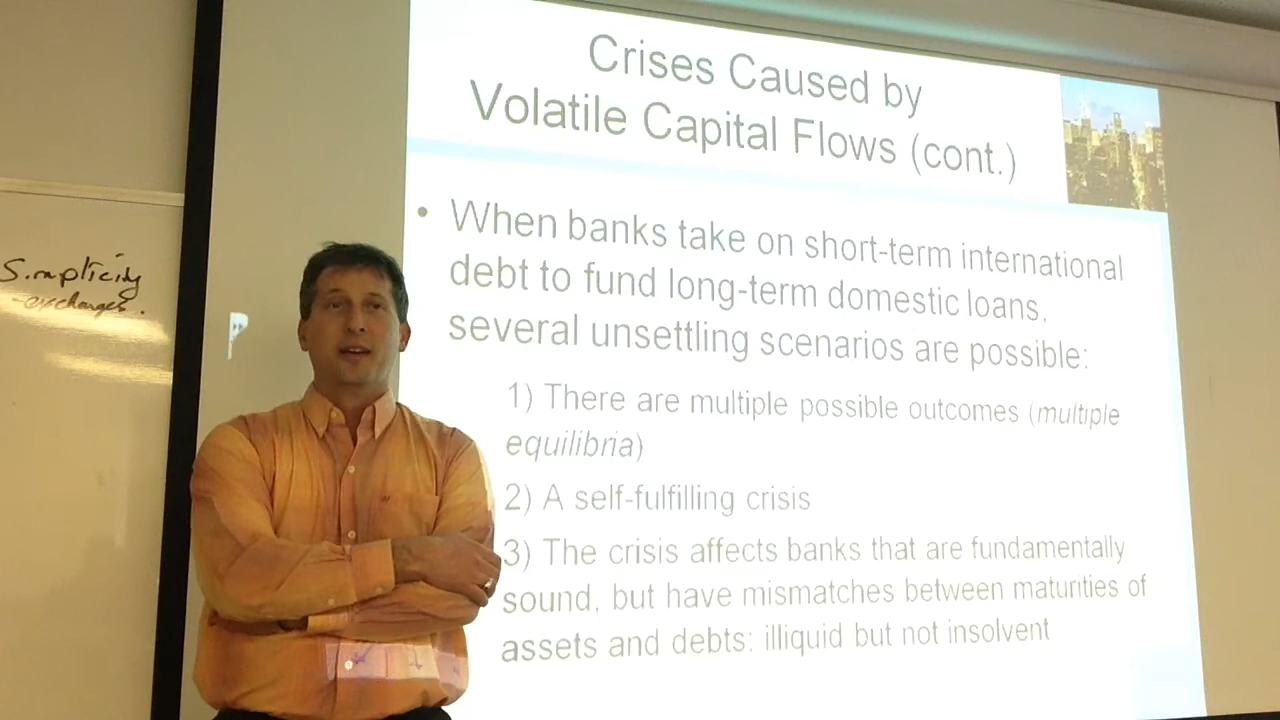 Crises Caused by
Volatile Capital Flows (cont.)
• When banks take on short-term international
debt to fund long-term domestic loans,
several unsettling scenarios are possible:
1) There are multiple possible outcomes (multiple
equilibria)
2) A self-fulfilling crisis
3) The crisis affects banks that are fundamentally
sound, but have mismatches between maturities of
assets and debts: illiquid but not insolvent
Simplicity
-exchanges.